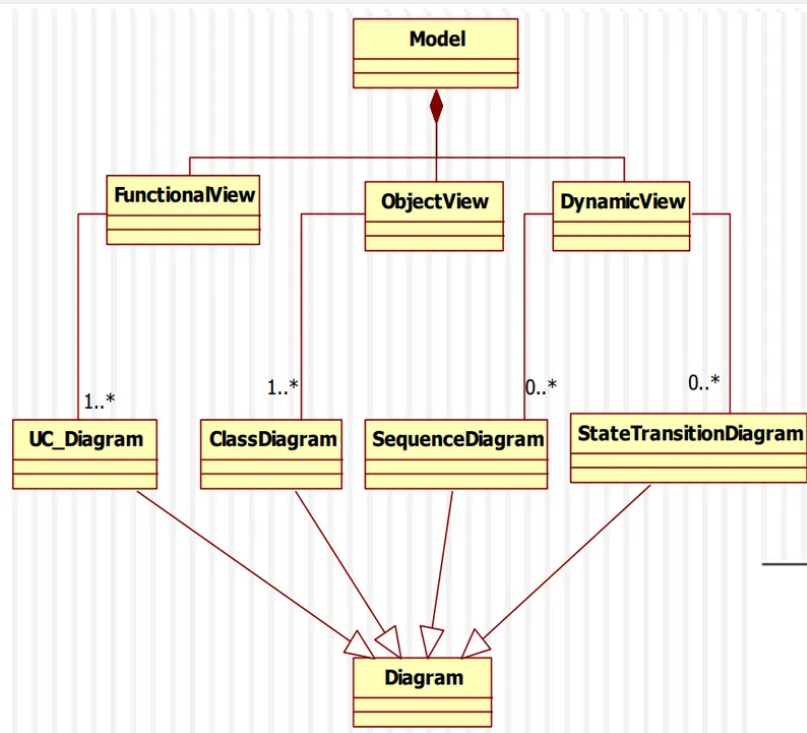 Model
FunctionalView
ObjectView
DynamicView
1..*
1..*
0..*
0..*
UC_Diagram
ClassDiagram
SequenceDiagram
StateTransitionDiagram
Diagram